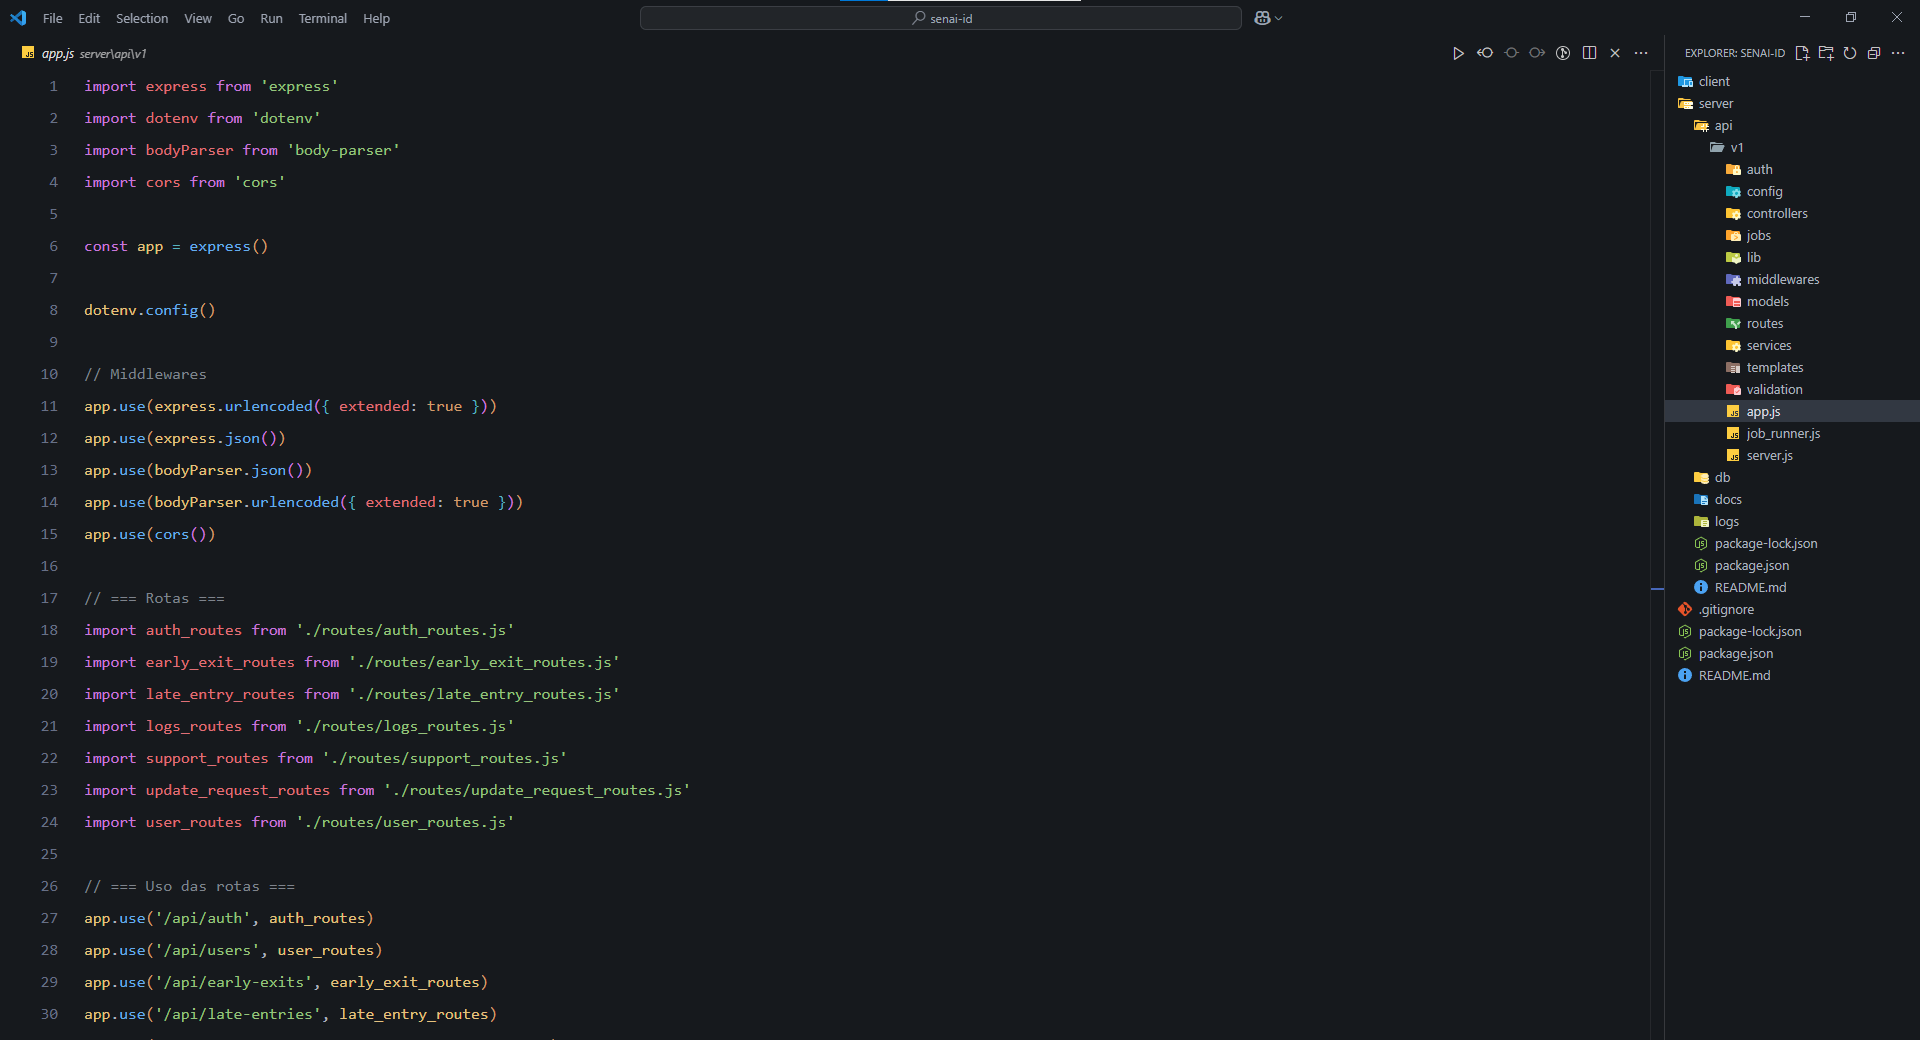 File Edit Selection View Go Run Terminal Help
senai-id
app.js server\api\v1
1 import express from 'express'
2 import dotenv from 'dotenv'
3 import bodyParser from 'body-parser'
4 import cors from 'cors'
5
6 const app = express()
7
8 dotenv.config()
9
10 // Middlewares
11 app.use(express.urlencoded({ extended: true }))
12 app.use(express.json())
13 app.use(bodyParser.json())
14 app.use(bodyParser.urlencoded({ extended: true }))
15 app.use(cors())
16
17 // === Rotas ===
18 import auth_routes from './routes/auth_routes.js'
19 import early_exit_routes from './routes/early_exit_routes.js'
20 import late_entry_routes from './routes/late_entry_routes.js'
21 import logs_routes from './routes/logs_routes.js'
22 import support_routes from './routes/support_routes.js'
23 import update_request_routes from './routes/update_request_routes.js'
24 import user_routes from './routes/user_routes.js'
25
26 // === Uso das rotas ===
27 app.use('/api/auth', auth_routes)
28 app.use('/api/users', user_routes)
29 app.use('/api/early-exits', early_exit_routes)
30 app.use('/api/late-entries', late_entry_routes)
EXPLORER: SENAI-ID
client
server
api
v1
auth
config
controllers
jobs
lib
middlewares
models
routes
services
templates
validation
app.js
job_runner.js
server.js
db
docs
logs
package-lock.json
package.json
README.md
.gitignore
package-lock.json
package.json
README.md